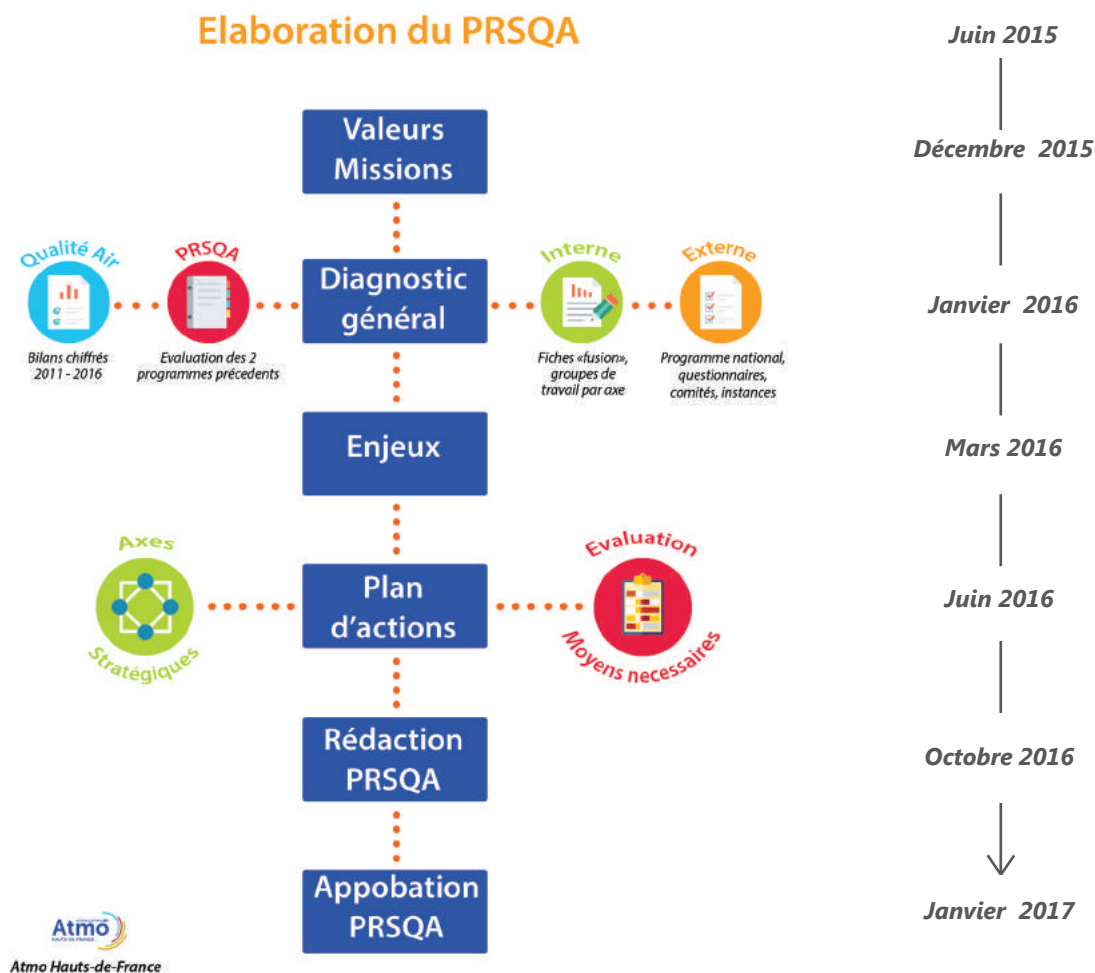 Elaboration du PRSQA
Juin 2015
Valeurs
Missions
Décembre 2015
Qualité Air
PRSQA
Diagnostic
général
Interne
Externe
Janvier 2016
Bilans chiffrés
2011 - 2016
Evaluation des 2
programmes précedents
Fiches «fusion»,
groupes de
travail par axe
Programme national,
questionnaires,
comités, instances
Enjeux
Mars 2016
Axes
Stratégiques
Plan
d'actions
Evaluation
Moyens necessaires
Juin 2016
Rédaction
PRSQA
Octobre 2016
Appobation
PRSQA
Janvier 2017
Atmo
HAUTS-DE-FRANCE
Atmo Hauts-de-France